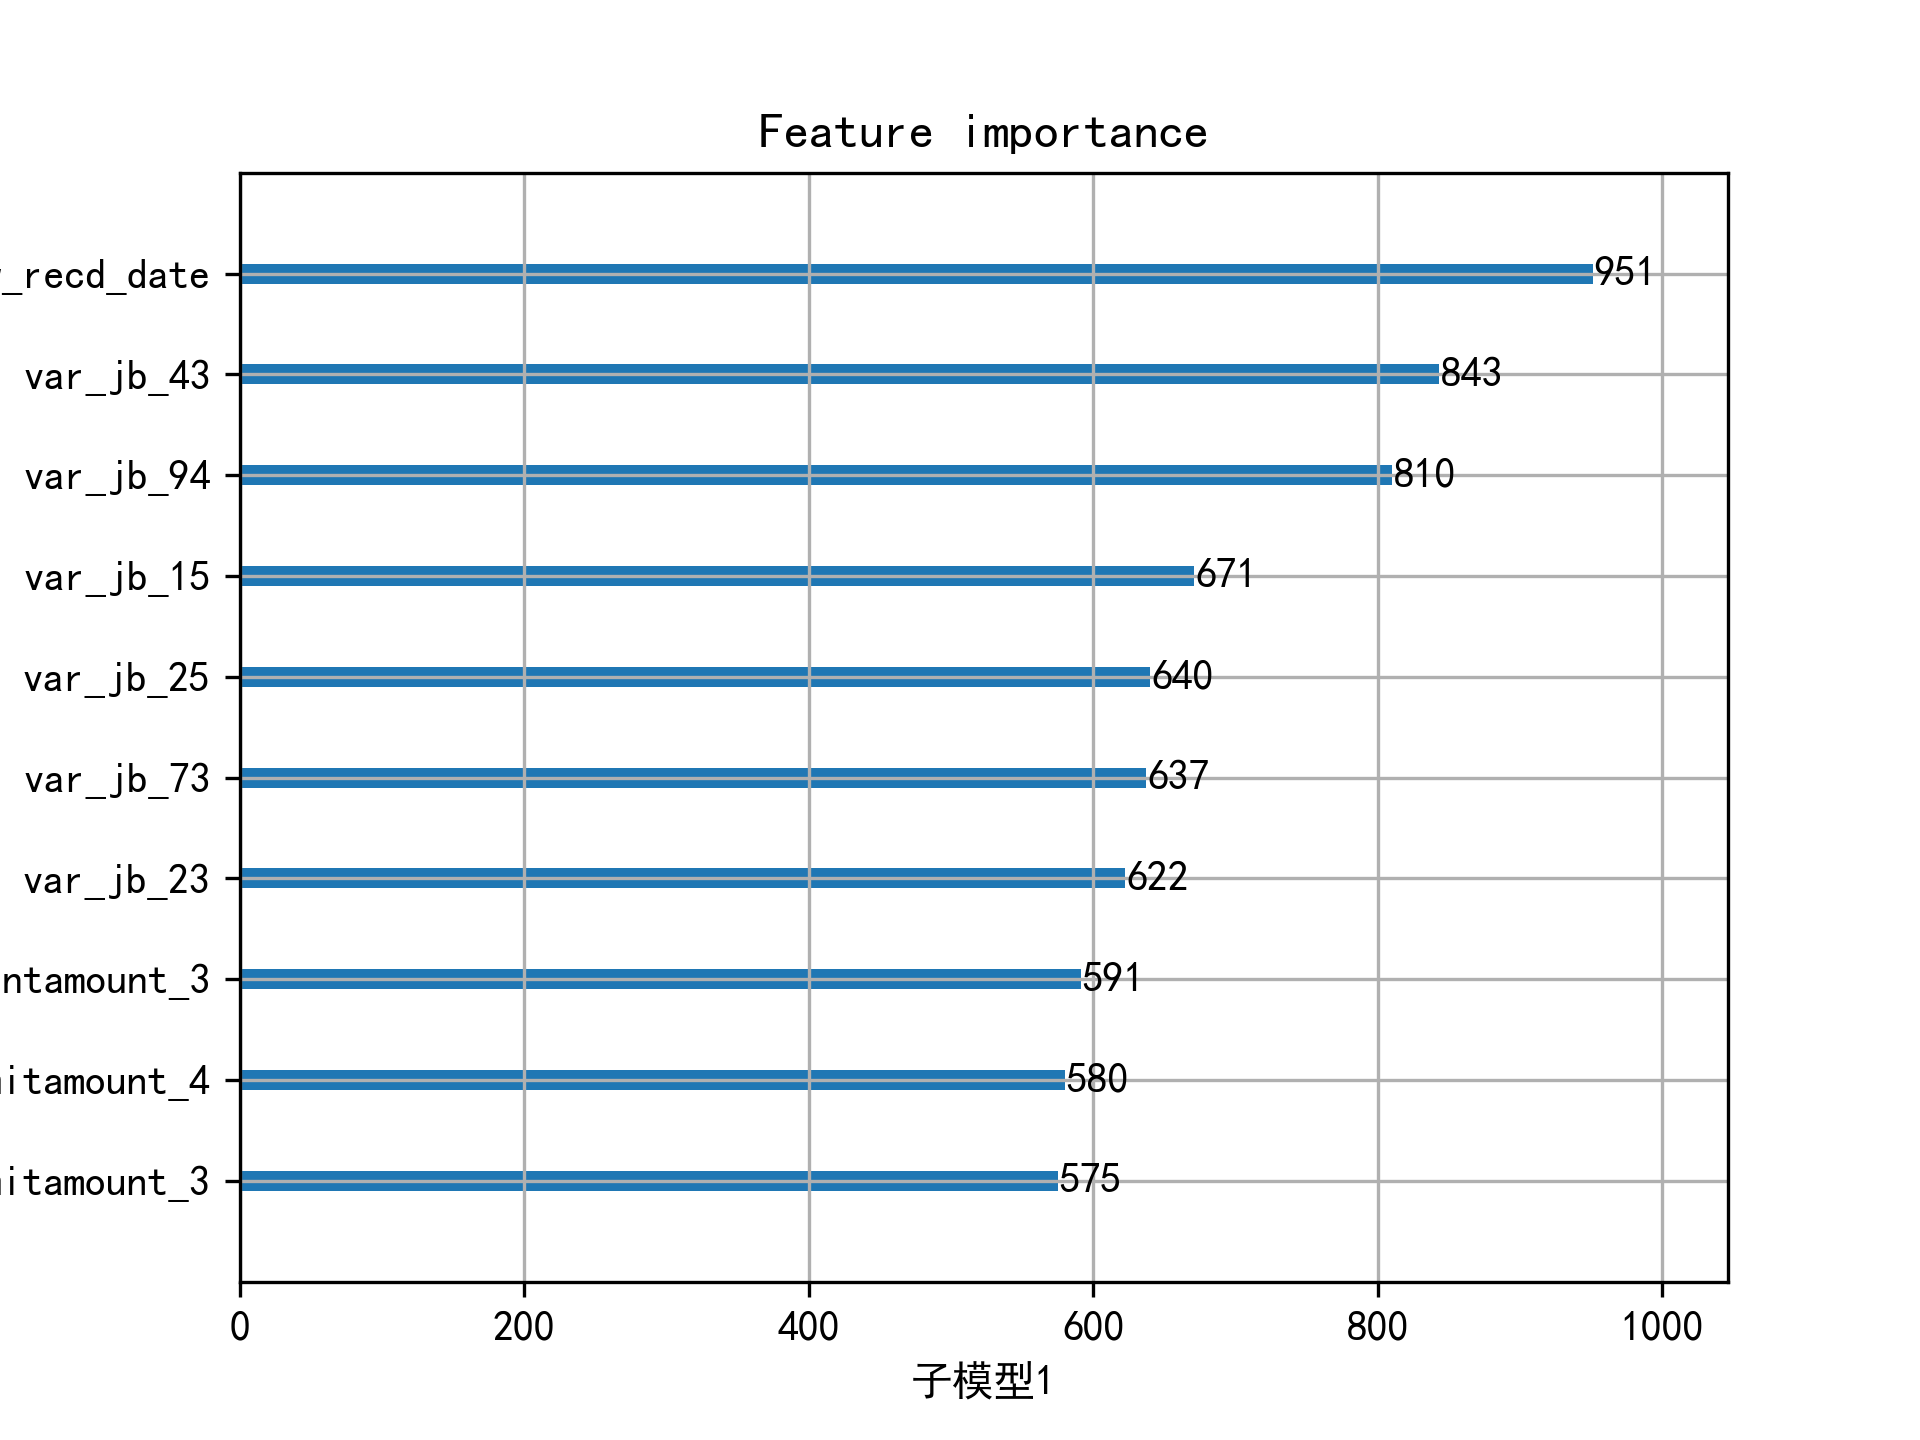 Feature importance
_recd_date
951
var_jb_43
843
var_jb_94
810
var_jb_15
671
var_jb_25
640
var_jb_73
637
var_jb_23
622
ntamount_3
591
itamount_4
580
itamount_3
575
0 200 400 600 800 1000
子模型1